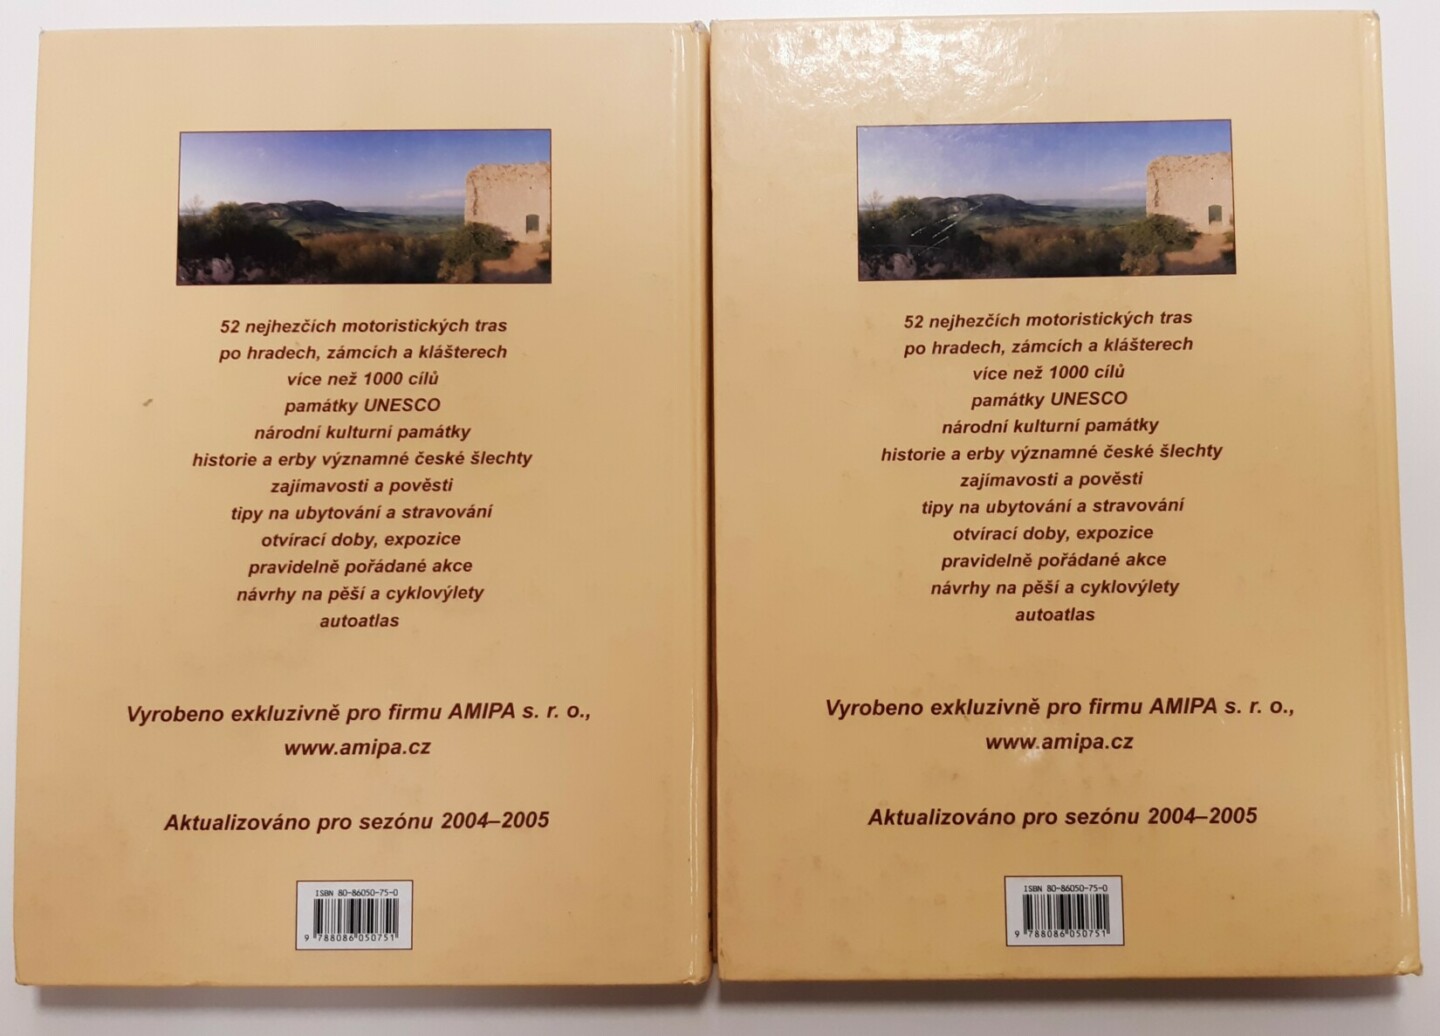 52 nejhezčích motoristických tras
po hradech, zámcích a klášterech
více než 1000 cílů
památky UNESCO
národní kulturní památky
historie a erby významné české šlechty
zajímavosti a pověsti
tipy na ubytování a stravování
otvírací doby, expozice
pravidelně pořádané akce
návrhy na pěší a cyklovýlety
autoatlas
Vyrobeno exkluzivně pro firmu AMIPA s. r. o.,
www.amipa.cz
Aktualizováno pro sezónu 2004–2005
ISBN 80-86050-75-0
9 788086 050751
52 nejhezčích motoristických tras
po hradech, zámcích a klášterech
více než 1000 cílů
památky UNESCO
národní kulturní památky
historie a erby významné české šlechty
zajímavosti a pověsti
tipy na ubytování a stravování
otvírací doby, expozice
pravidelně pořádané akce
návrhy na pěší a cyklovýlety
autoatlas
Vyrobeno exkluzivně pro firmu AMIPA s. r. o.,
www.amipa.cz
Aktualizováno pro sezónu 2004–2005
ISBN 80-86050-75-0
9 788086 050751